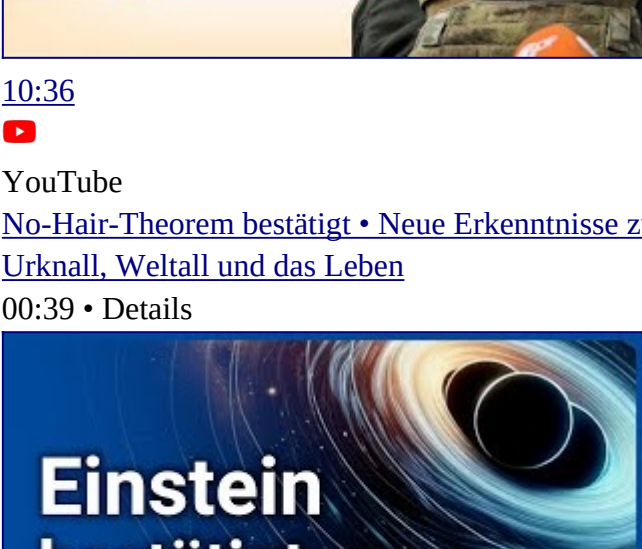 10:36
YouTube
No-Hair-Theorem bestätigt • Neue Erkenntnisse
Urknall, Weltall und das Leben
00:39 • Details
Einstein